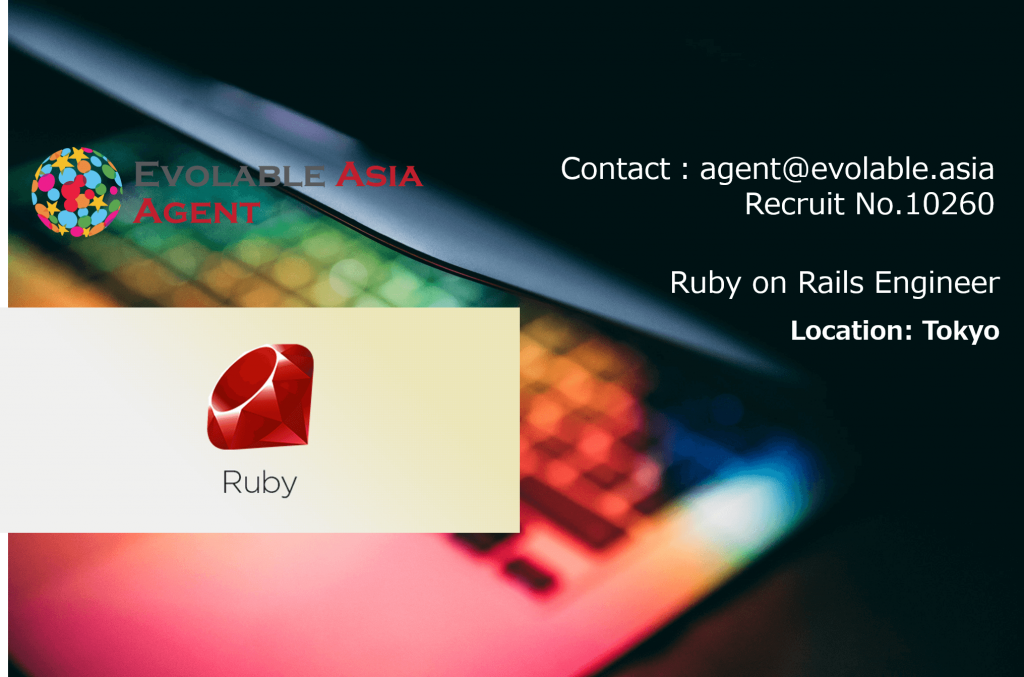 EVOLABLE ASIA
AGENT
Contact : agent@evolable.asia
Recruit No.10260
Ruby on Rails Engineer
Location: Tokyo
Ruby